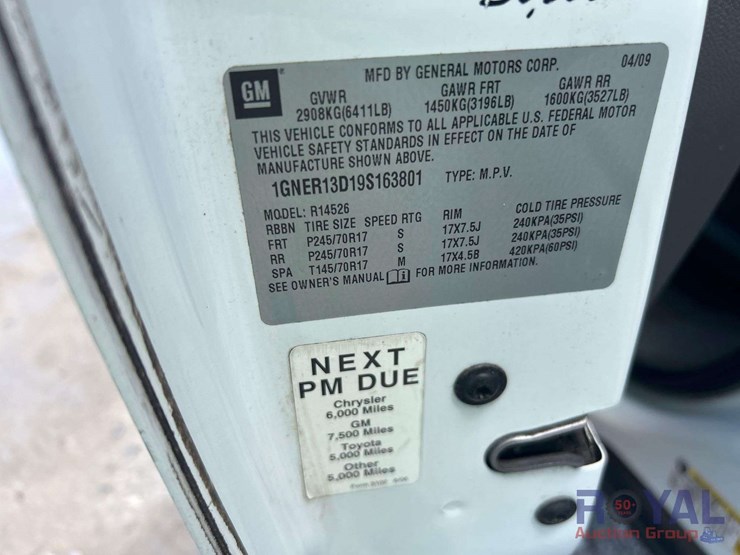 GM
MFD BY GENERAL MOTORS CORP. 04/09
GVWR GAWR FRT GAWR RR
2908KG(6411LB) 1450KG(3196LB) 1600KG(3527LB)
THIS VEHICLE CONFORMS TO ALL APPLICABLE U.S. FEDERAL MOTOR
VEHICLE SAFETY STANDARDS IN EFFECT ON THE DATE OF
MANUFACTURE SHOWN ABOVE.
1GNER13D19S163801 TYPE: M.P.V.
MODEL: R14526
RBBN TIRE SIZE SPEED RTG RIM COLD TIRE PRESSURE
FRT P245/70R17 S 17X7.5J 240KPA(35PSI)
RR P245/70R17 S 17X7.5J 240KPA(35PSI)
SPA T145/70R17 M 17X4.5B 420KPA(60PSI)
SEE OWNER'S MANUAL FOR MORE INFORMATION.
NEXT
PM DUE
Chrysler
6,000 Miles
GM
7,500 Miles
Toyota
5,000 Miles
Other
5,000 Miles
ROYAL
50
Auction Group